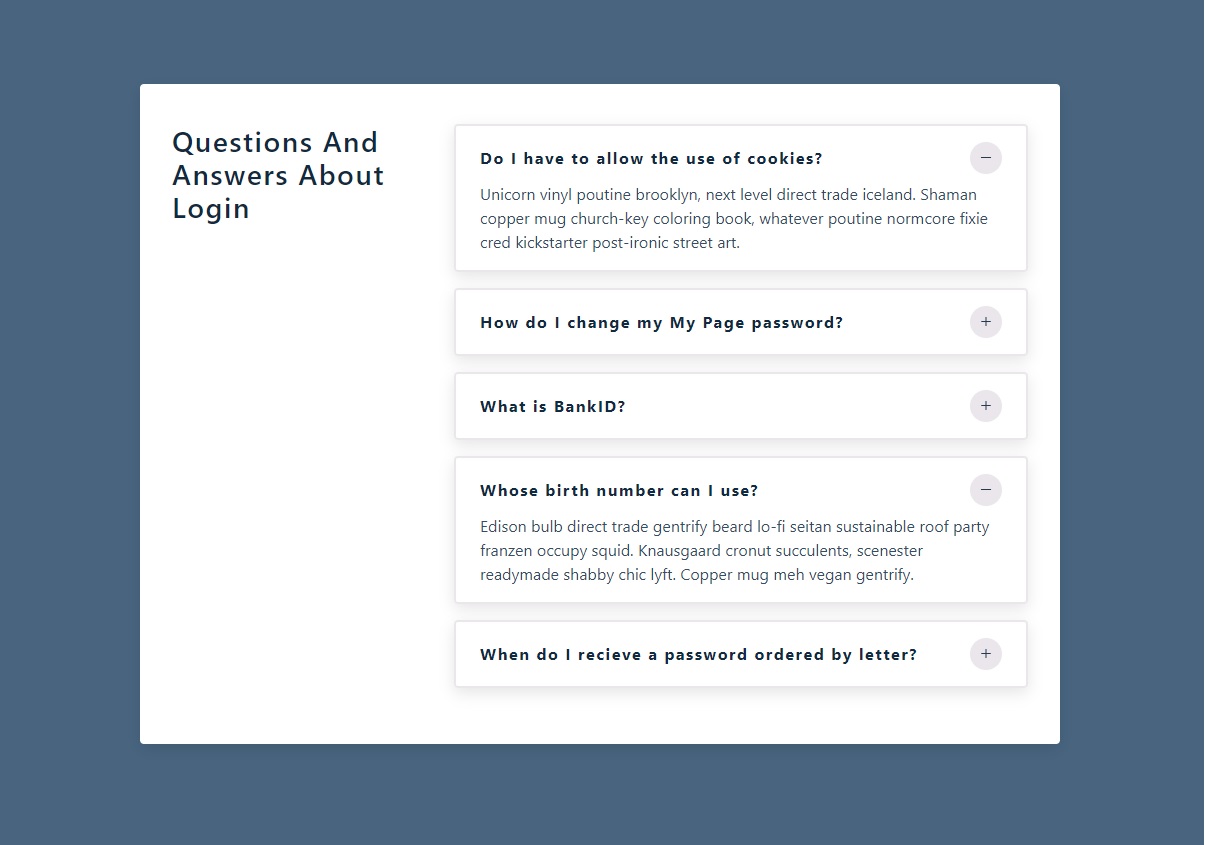 Questions And
Answers About
Login
Do I have to allow the use of cookies?
Unicorn vinyl poutine brooklyn, next level direct trade iceland. Shaman
copper mug church-key coloring book, whatever poutine normcore fixie
cred kickstarter post-ironic street art.
How do I change my My Page password?
What is BankID?
Whose birth number can I use?
Edison bulb direct trade gentrify beard lo-fi seitan sustainable roof party
franzen occupy squid. Knausgaard cronut succulents, scenester
readymade shabby chic lyft. Copper mug meh vegan gentrify.
When do I recieve a password ordered by letter?